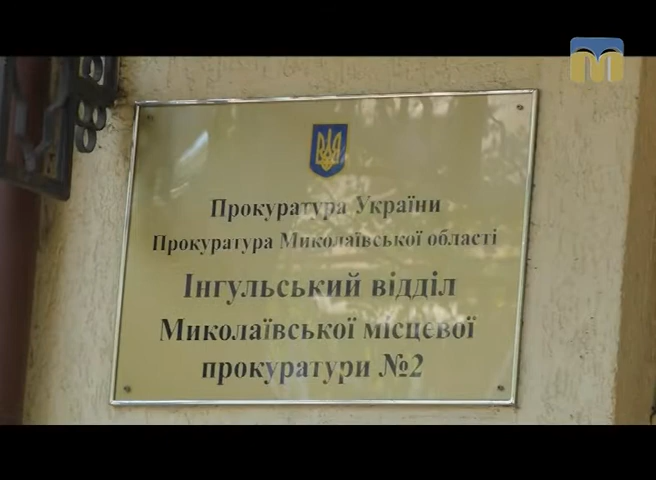 Прокуратура України
Прокуратура Миколаївської області
Інгульський відділ
Миколаївської місцевої
прокуратури №2